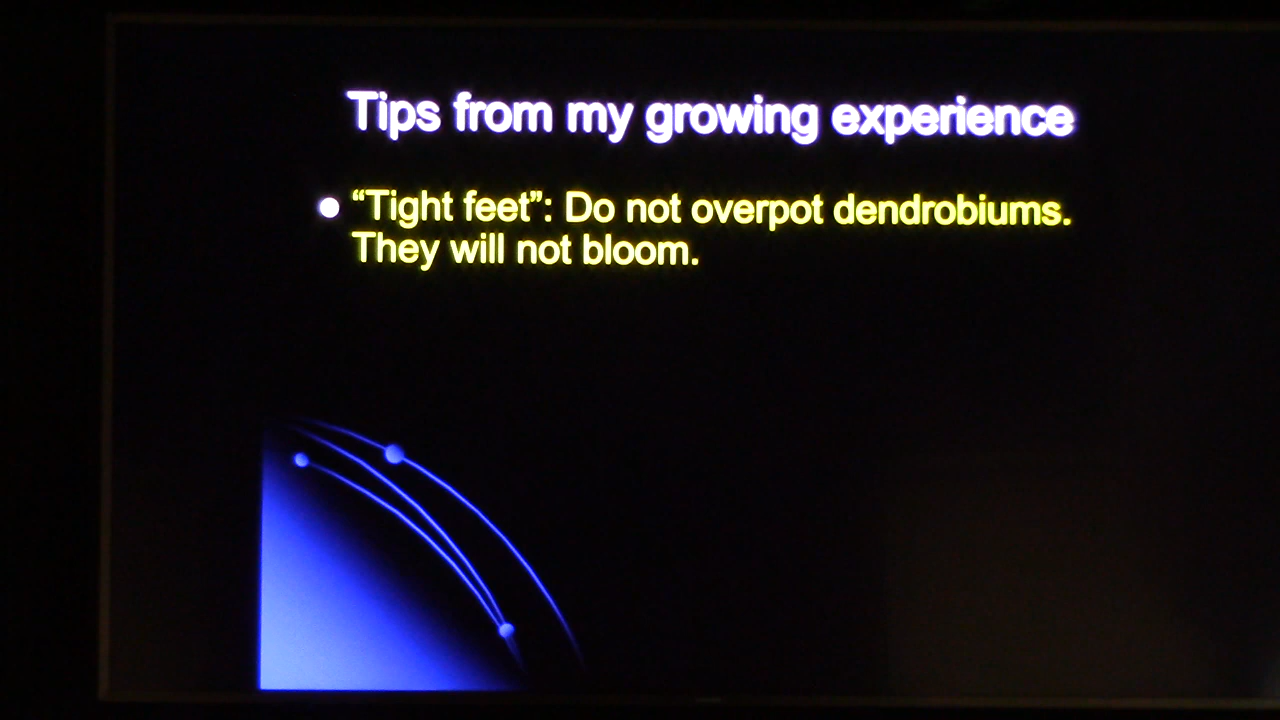 Tips from my growing experience
“Tight feet”: Do not overpot dendrobiums.
They will not bloom.